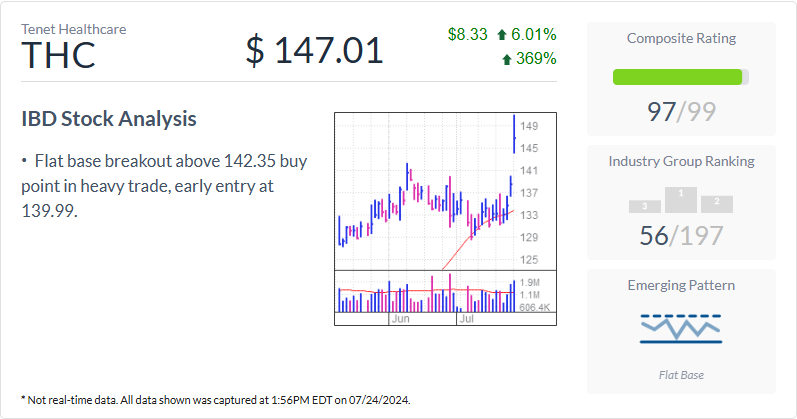 Tenet Healthcare
THC
$ 147.01
$8.33 6.01%
369%
IBD Stock Analysis
• Flat base breakout above 142.35 buy
point in heavy trade, early entry at
139.99.
149
145
141
137
133
129
125
1.9M
1.1M
606.4K
Jun Jul
Composite Rating
97/99
Industry Group Ranking
3 1 2
56/197
Emerging Pattern
Flat Base
* Not real-time data. All data shown was captured at 1:56PM EDT on 07/24/2024.